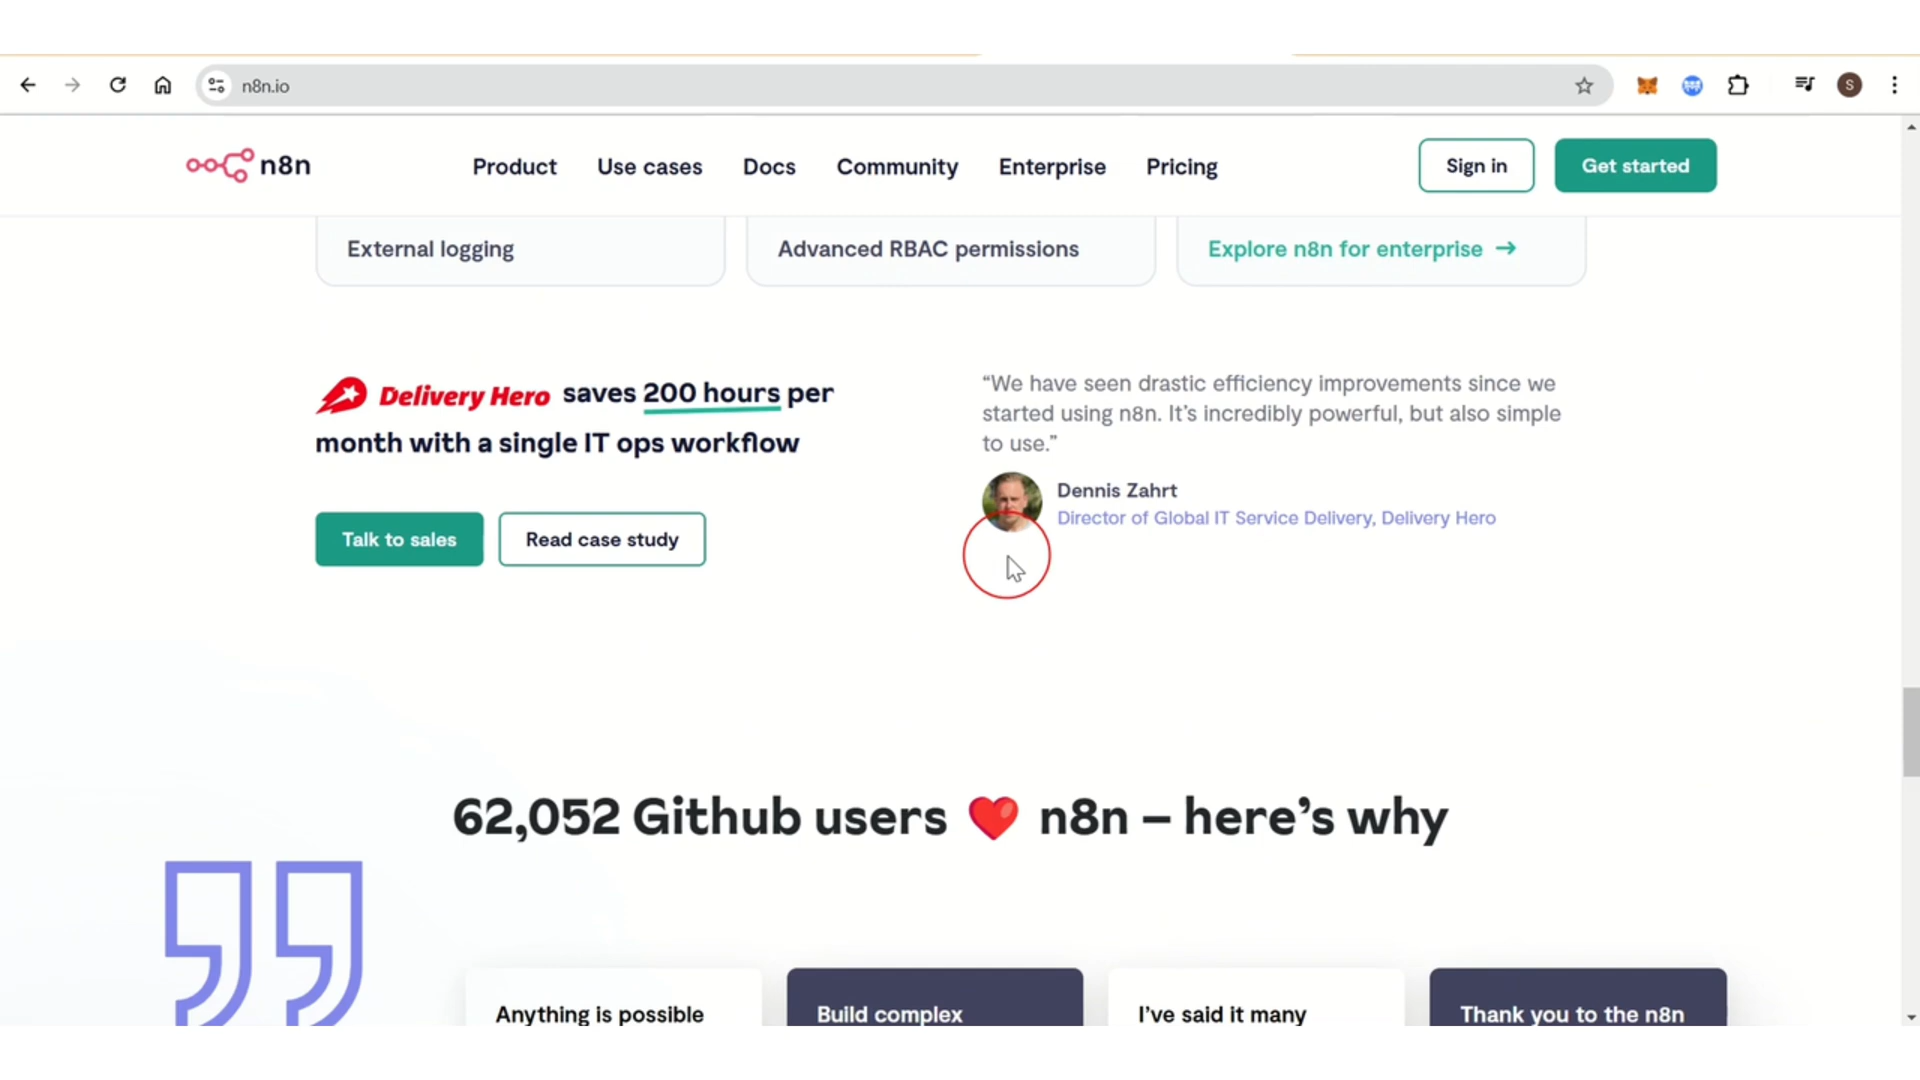 n8n.io
S
n8n
Product
Use cases
Docs
Community
Enterprise
Pricing
Sign in
Get started
External logging
Advanced RBAC permissions
Explore n8n for enterprise →
Delivery Hero saves 200 hours per
month with a single IT ops workflow
Talk to sales
Read case study
“We have seen drastic efficiency improvements since we
started using n8n. It’s incredibly powerful, but also simple
to use.”
Dennis Zahrt
Director of Global IT Service Delivery, Delivery Hero
62,052 Github users ❤️ n8n – here’s why
Anything is possible
Build complex
I’ve said it many
Thank you to the n8n